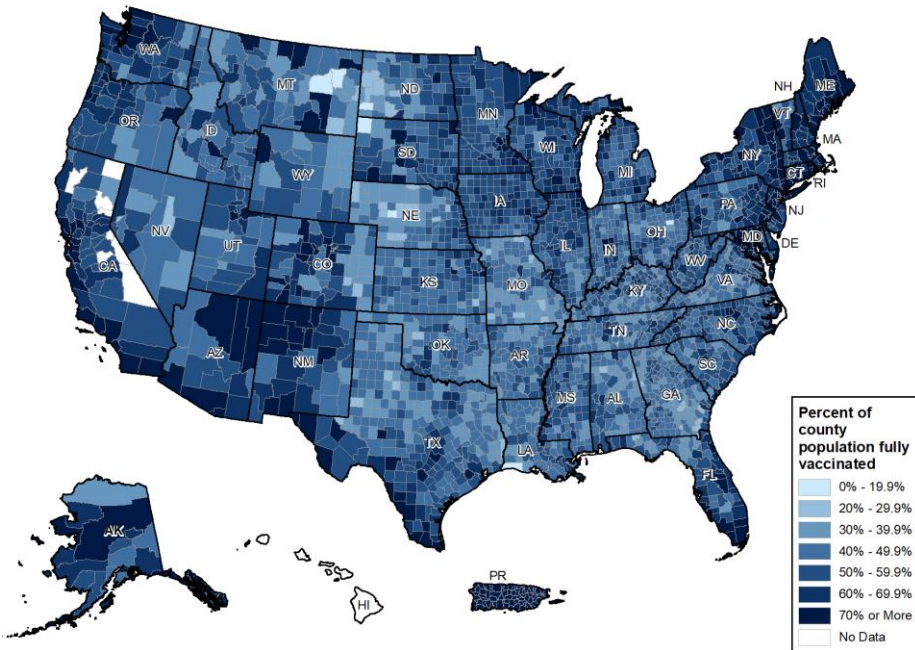 WA
MT
ND
MN
OR
ID
SD
WI
MI
NY
VT
NH
ME
MA
CT
RI
WY
NE
IA
PA
NJ
NV
UT
CO
IL
IN
OH
MD
DE
CA
KS
MO
KY
WV
VA
AZ
NM
OK
AR
TN
NC
SC
TX
LA
MS
AL
GA
FL
AK
HI
PR
Percent of
county
population fully
vaccinated
0% - 19.9%
20% - 29.9%
30% - 39.9%
40% - 49.9%
50% - 59.9%
60% - 69.9%
70% or More
No Data